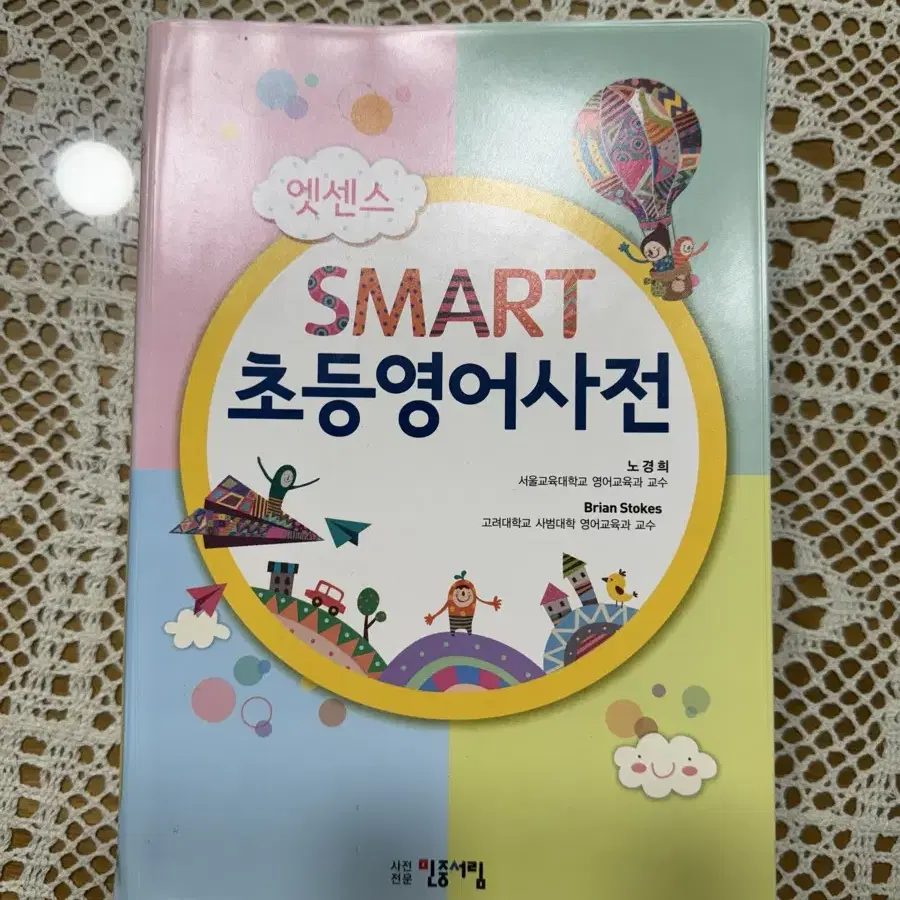 엣센스
SMART
초등영어사전
노경희
서울교육대학교 영어교육과 교수
Brian Stokes
고려대학교 사범대학 영어교육과 교수
사전
전문
민중서림